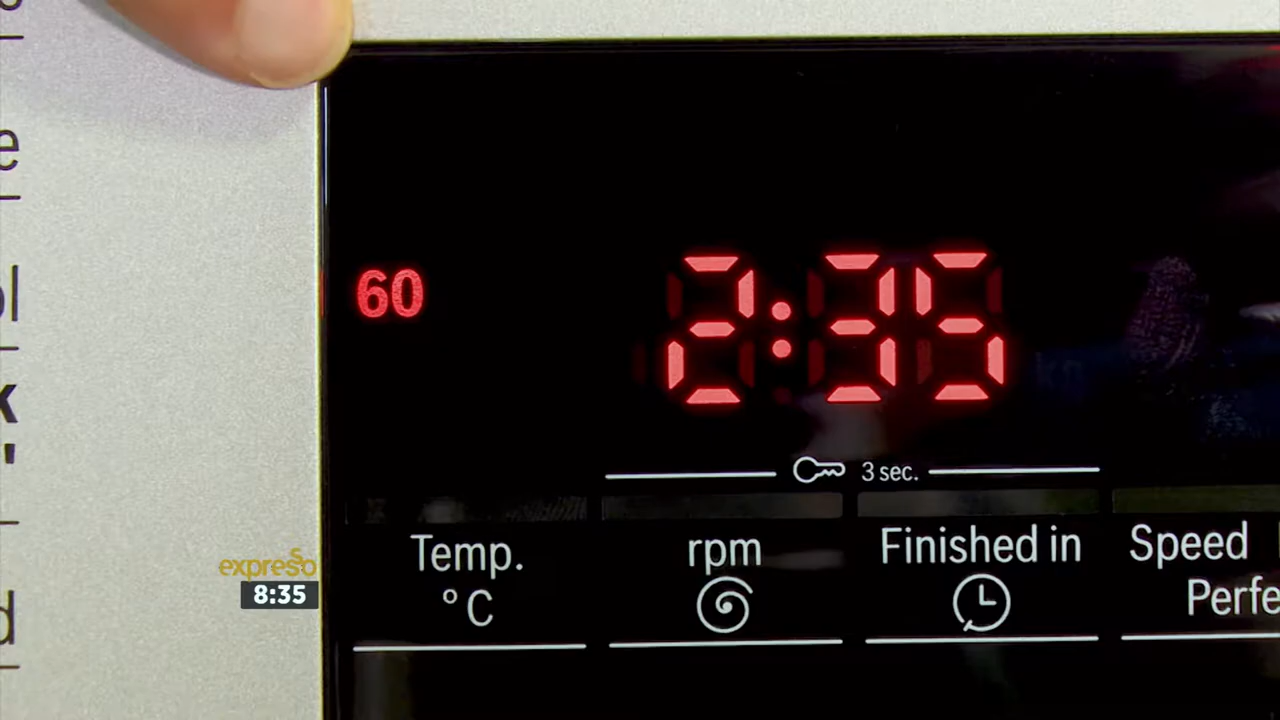 60
2:35
3 sec.
Temp. rpm Finished in Speed
°C Perfe
expresso
8:35
e
k
d